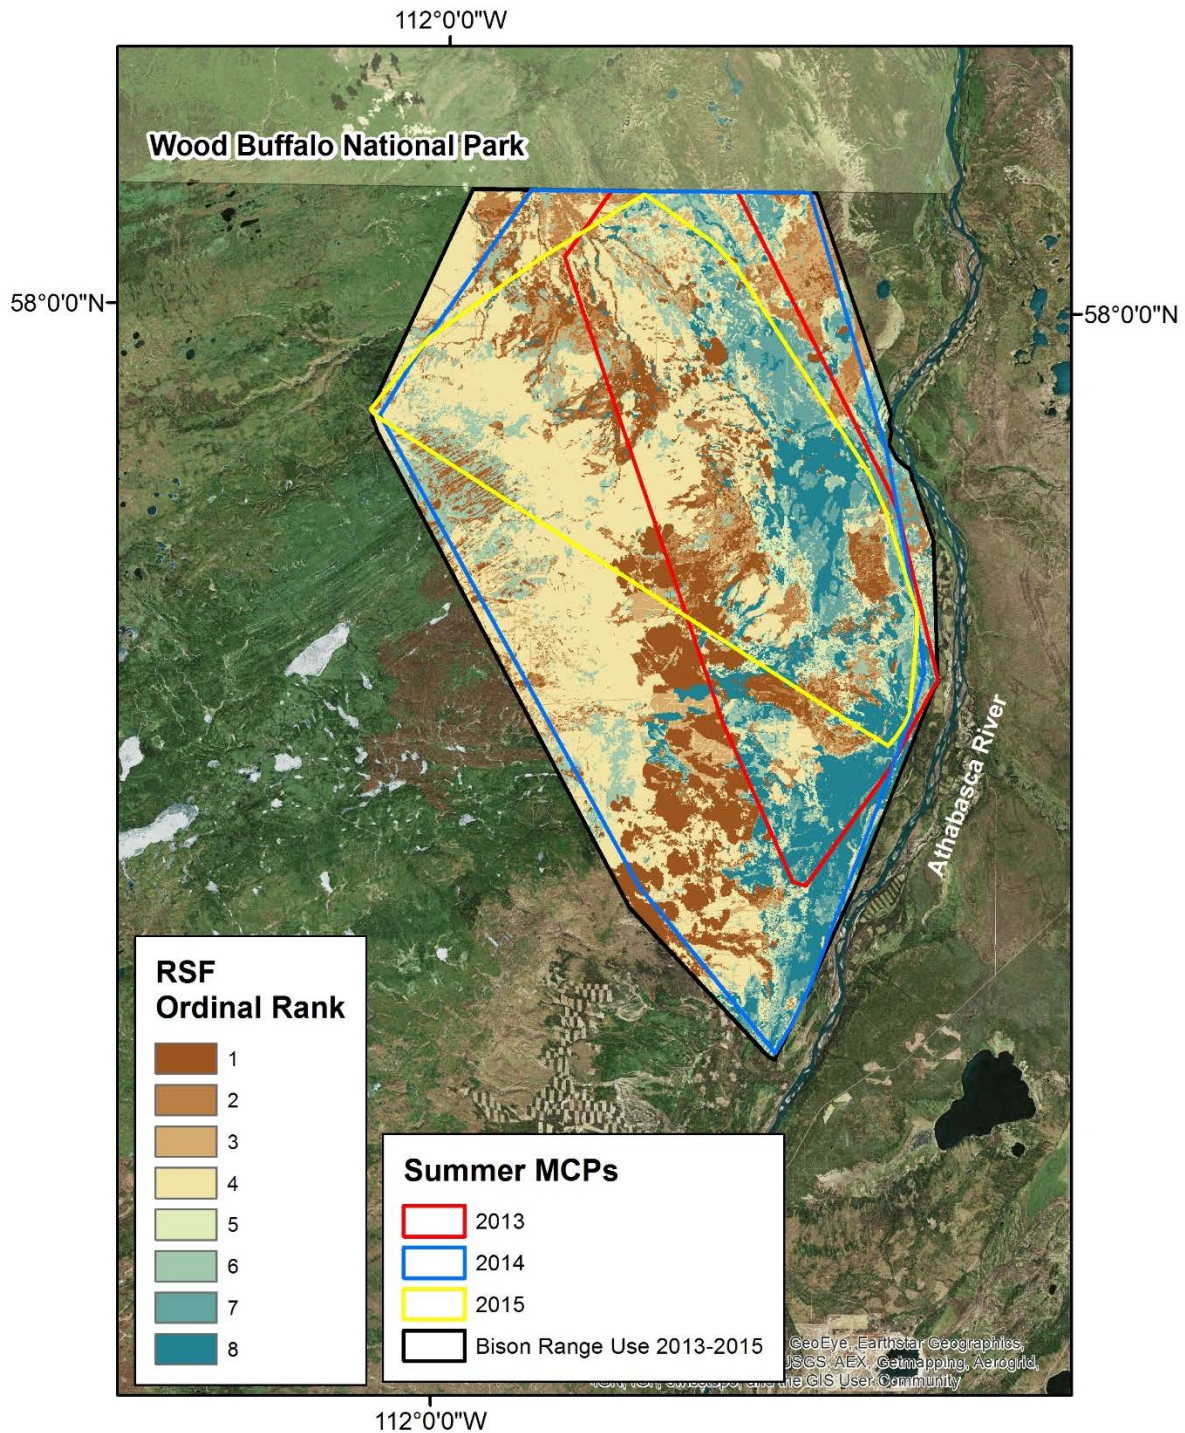 112°0'0"W
Wood Buffalo National Park
58°0'0"N
58°0'0"N
Athabasca River
RSF
Ordinal Rank
1
2
3
4
5
6
7
8
Summer MCPs
2013
2014
2015
Bison Range Use 2013-2015
GeoEye, Earthstar Geographics,
USGS, AEX, Getmapping, Aerogrid,
and the GIS User Community
112°0'0"W